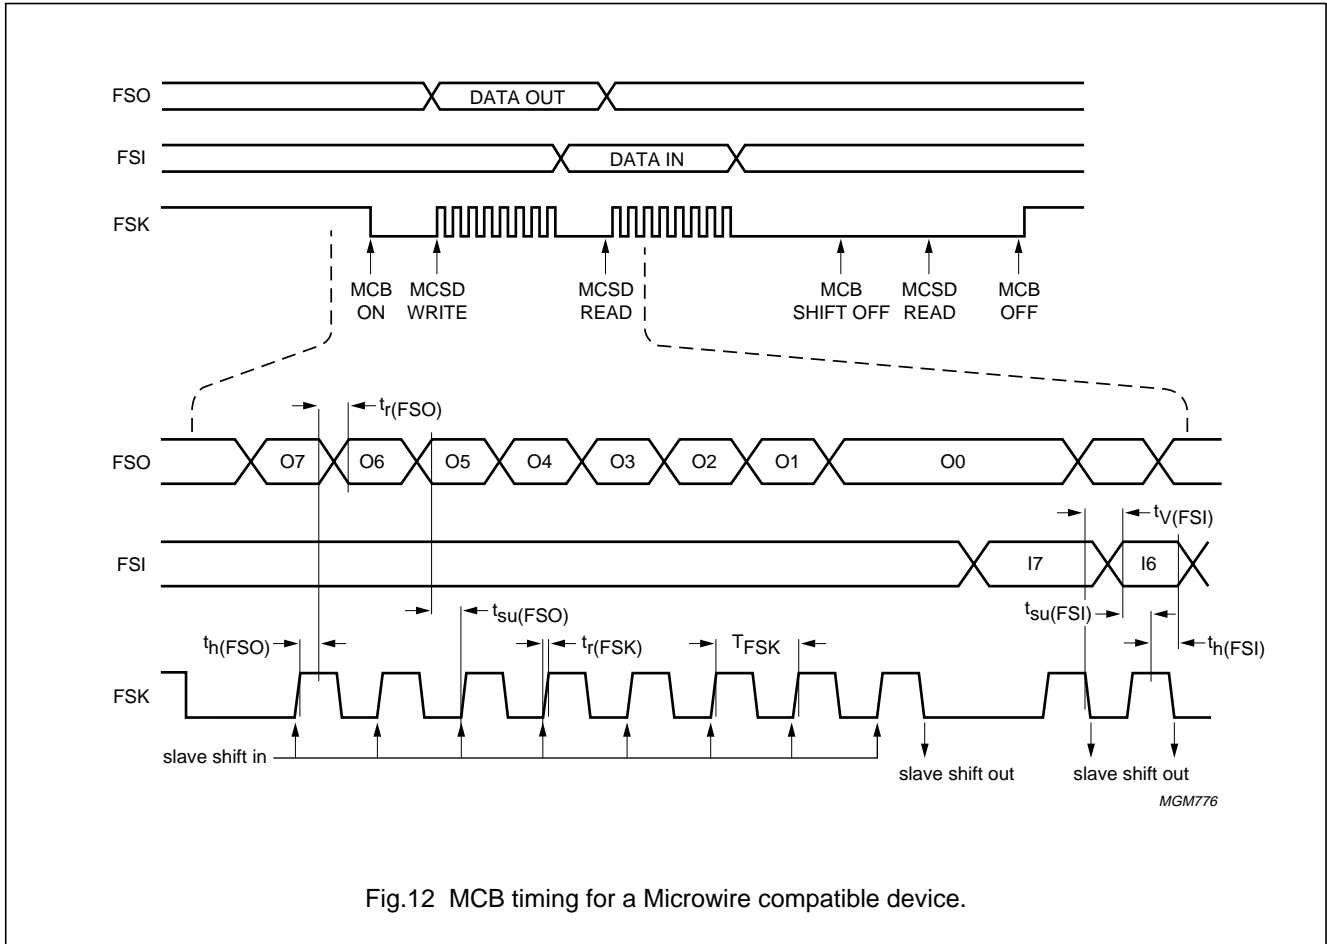 FSO DATA OUT
FSI DATA IN
FSK
MCB ON
MCSD WRITE
MCSD READ
MCB SHIFT OFF
MCSD READ
MCB OFF
tr(FSO)
FSO O7 O6 O5 O4 O3 O2 O1 O0
tV(FSI)
FSI I7 I6
tsu(FSO) tsu(FSI)
th(FSO) tr(FSK) TFSK th(FSI)
FSK
slave shift in
slave shift out slave shift out
MGM776
Fig.12 MCB timing for a Microwire compatible device.